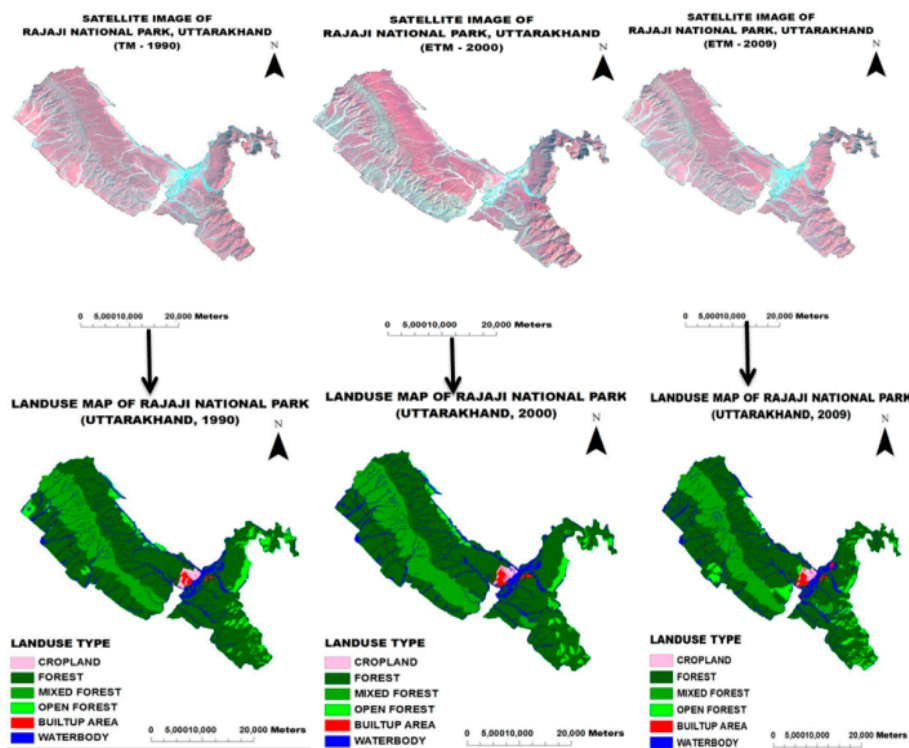 SATELLITE IMAGE OF
RAJAJI NATIONAL PARK, UTTARAKHAND
(TM - 1990)
N
0 5,00010,000 20,000 Meters
SATELLITE IMAGE OF
RAJAJI NATIONAL PARK, UTTARAKHAND
(ETM - 2000)
N
0 5,00010,000 20,000 Meters
SATELLITE IMAGE OF
RAJAJI NATIONAL PARK, UTTARAKHAND
(ETM - 2009)
N
0 5,00010,000 20,000 Meters
LANDUSE MAP OF RAJAJI NATIONAL PARK
(UTTARAKHAND, 1990)
N
LANDUSE TYPE
CROPLAND
FOREST
MIXED FOREST
OPEN FOREST
BUILTUP AREA
WATERBODY
0 5,00010,000 20,000 Meters
LANDUSE MAP OF RAJAJI NATIONAL PARK
(UTTARAKHAND, 2000)
N
LANDUSE TYPE
CROPLAND
FOREST
MIXED FOREST
OPEN FOREST
BUILTUP AREA
WATERBODY
0 5,00010,000 20,000 Meters
LANDUSE MAP OF RAJAJI NATIONAL PARK
(UTTARAKHAND, 2009)
N
LANDUSE TYPE
CROPLAND
FOREST
MIXED FOREST
OPEN FOREST
BUILTUP AREA
WATERBODY
0 5,00010,000 20,000 Meters